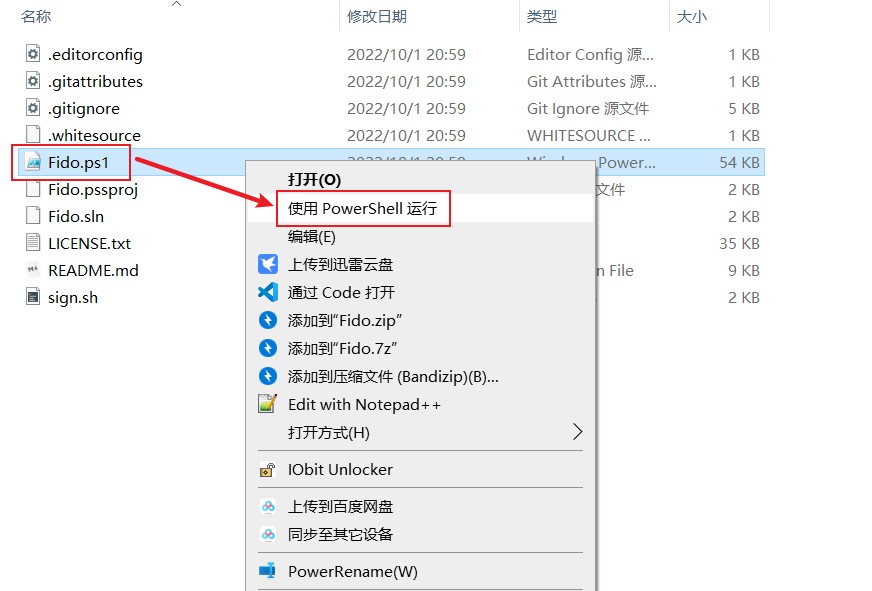 名称 修改日期 类型 大小
.editorconfig 2022/10/1 20:59 Editor Config 源... 1 KB
.gitattributes 2022/10/1 20:59 Git Attributes 源... 1 KB
.gitignore 2022/10/1 20:59 Git Ignore 源文件 5 KB
.whitesource 2022/10/1 20:59 WHITESOURCE ... 1 KB
Fido.ps1 2022/10/1 20:59 Windows Power... 54 KB
打开(O)
Fido.pssproj 文件 2 KB
使用 PowerShell 运行
Fido.sln 2 KB
编辑(E)
LICENSE.txt 35 KB
上传到迅雷云盘
README.md n File 9 KB
通过 Code 打开
sign.sh 2 KB
添加到“Fido.zip”
添加到“Fido.7z”
添加到压缩文件 (Bandizip)(B)...
Edit with Notepad++
打开方式(H)
IObit Unlocker
上传到百度网盘
同步至其它设备
PowerRename(W)